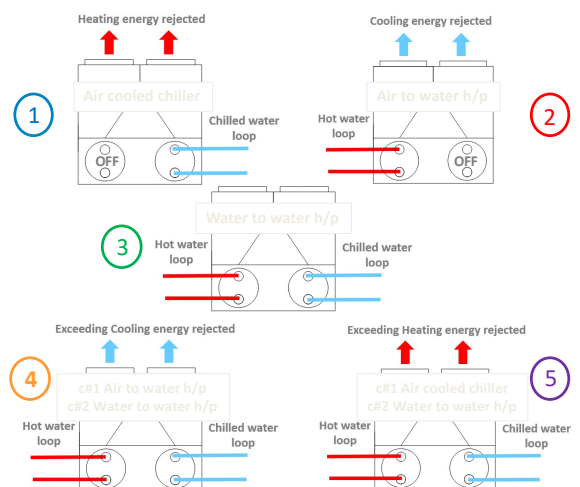 Heating energy rejected
Air cooled chiller
1
Chilled water
loop
OFF
Cooling energy rejected
Air to water h/p
2
Hot water
loop
OFF
Water to water h/p
3
Hot water
loop
Chilled water
loop
Exceeding Cooling energy rejected
4
c#1 Air to water h/p
c#2 Water to water h/p
Hot water
loop
Chilled water
loop
Exceeding Heating energy rejected
c#1 Air cooled chiller
c#2 Water to water h/p
5
Hot water
loop
Chilled water
loop